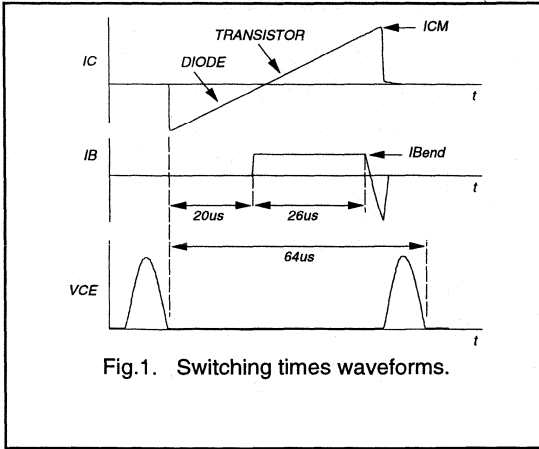 ICM
TRANSISTOR
IC
DIODE
t
IB
IBend
t
20us
26us
64us
VCE
t
Fig.1. Switching times waveforms.